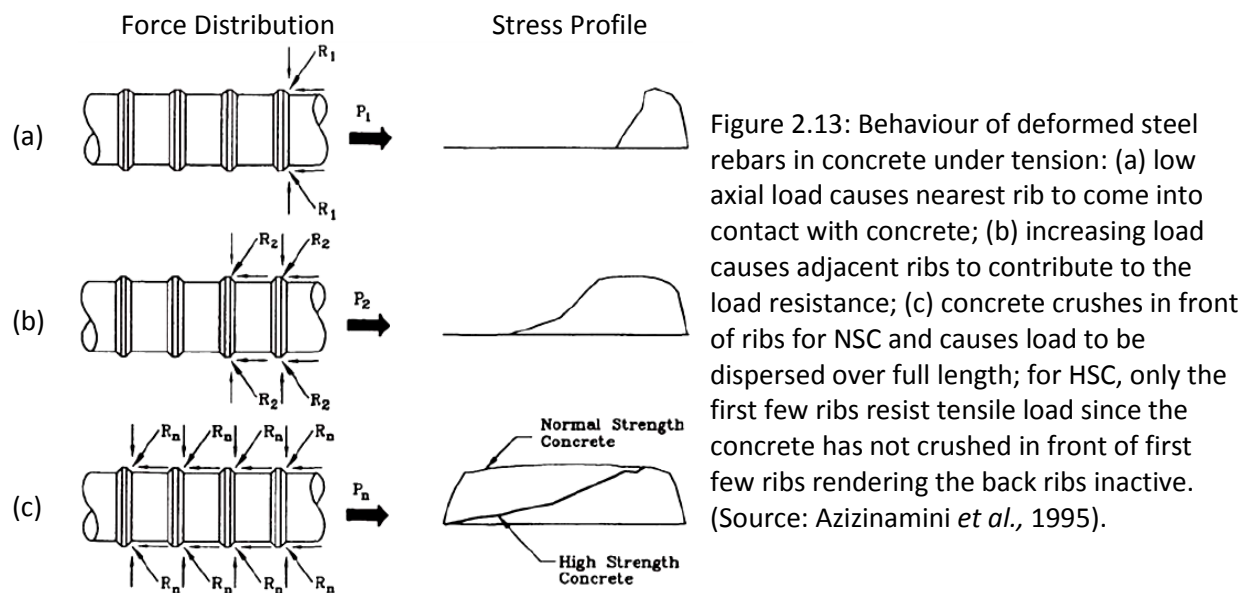 Force Distribution
Stress Profile
(a)
R₁
P₁
R₁
(b)
R₂ R₂
P₂
R₂ R₂
(c)
Rₙ Rₙ Rₙ Rₙ
Pₙ
Rₙ Rₙ Rₙ Rₙ
Normal Strength
Concrete
High Strength
Concrete
Figure 2.13: Behaviour of deformed steel
rebars in concrete under tension: (a) low
axial load causes nearest rib to come into
contact with concrete; (b) increasing load
causes adjacent ribs to contribute to the
load resistance; (c) concrete crushes in front
of ribs for NSC and causes load to be
dispersed over full length; for HSC, only the
first few ribs resist tensile load since the
concrete has not crushed in front of first
few ribs rendering the back ribs inactive.
(Source: Azizinamini et al., 1995).